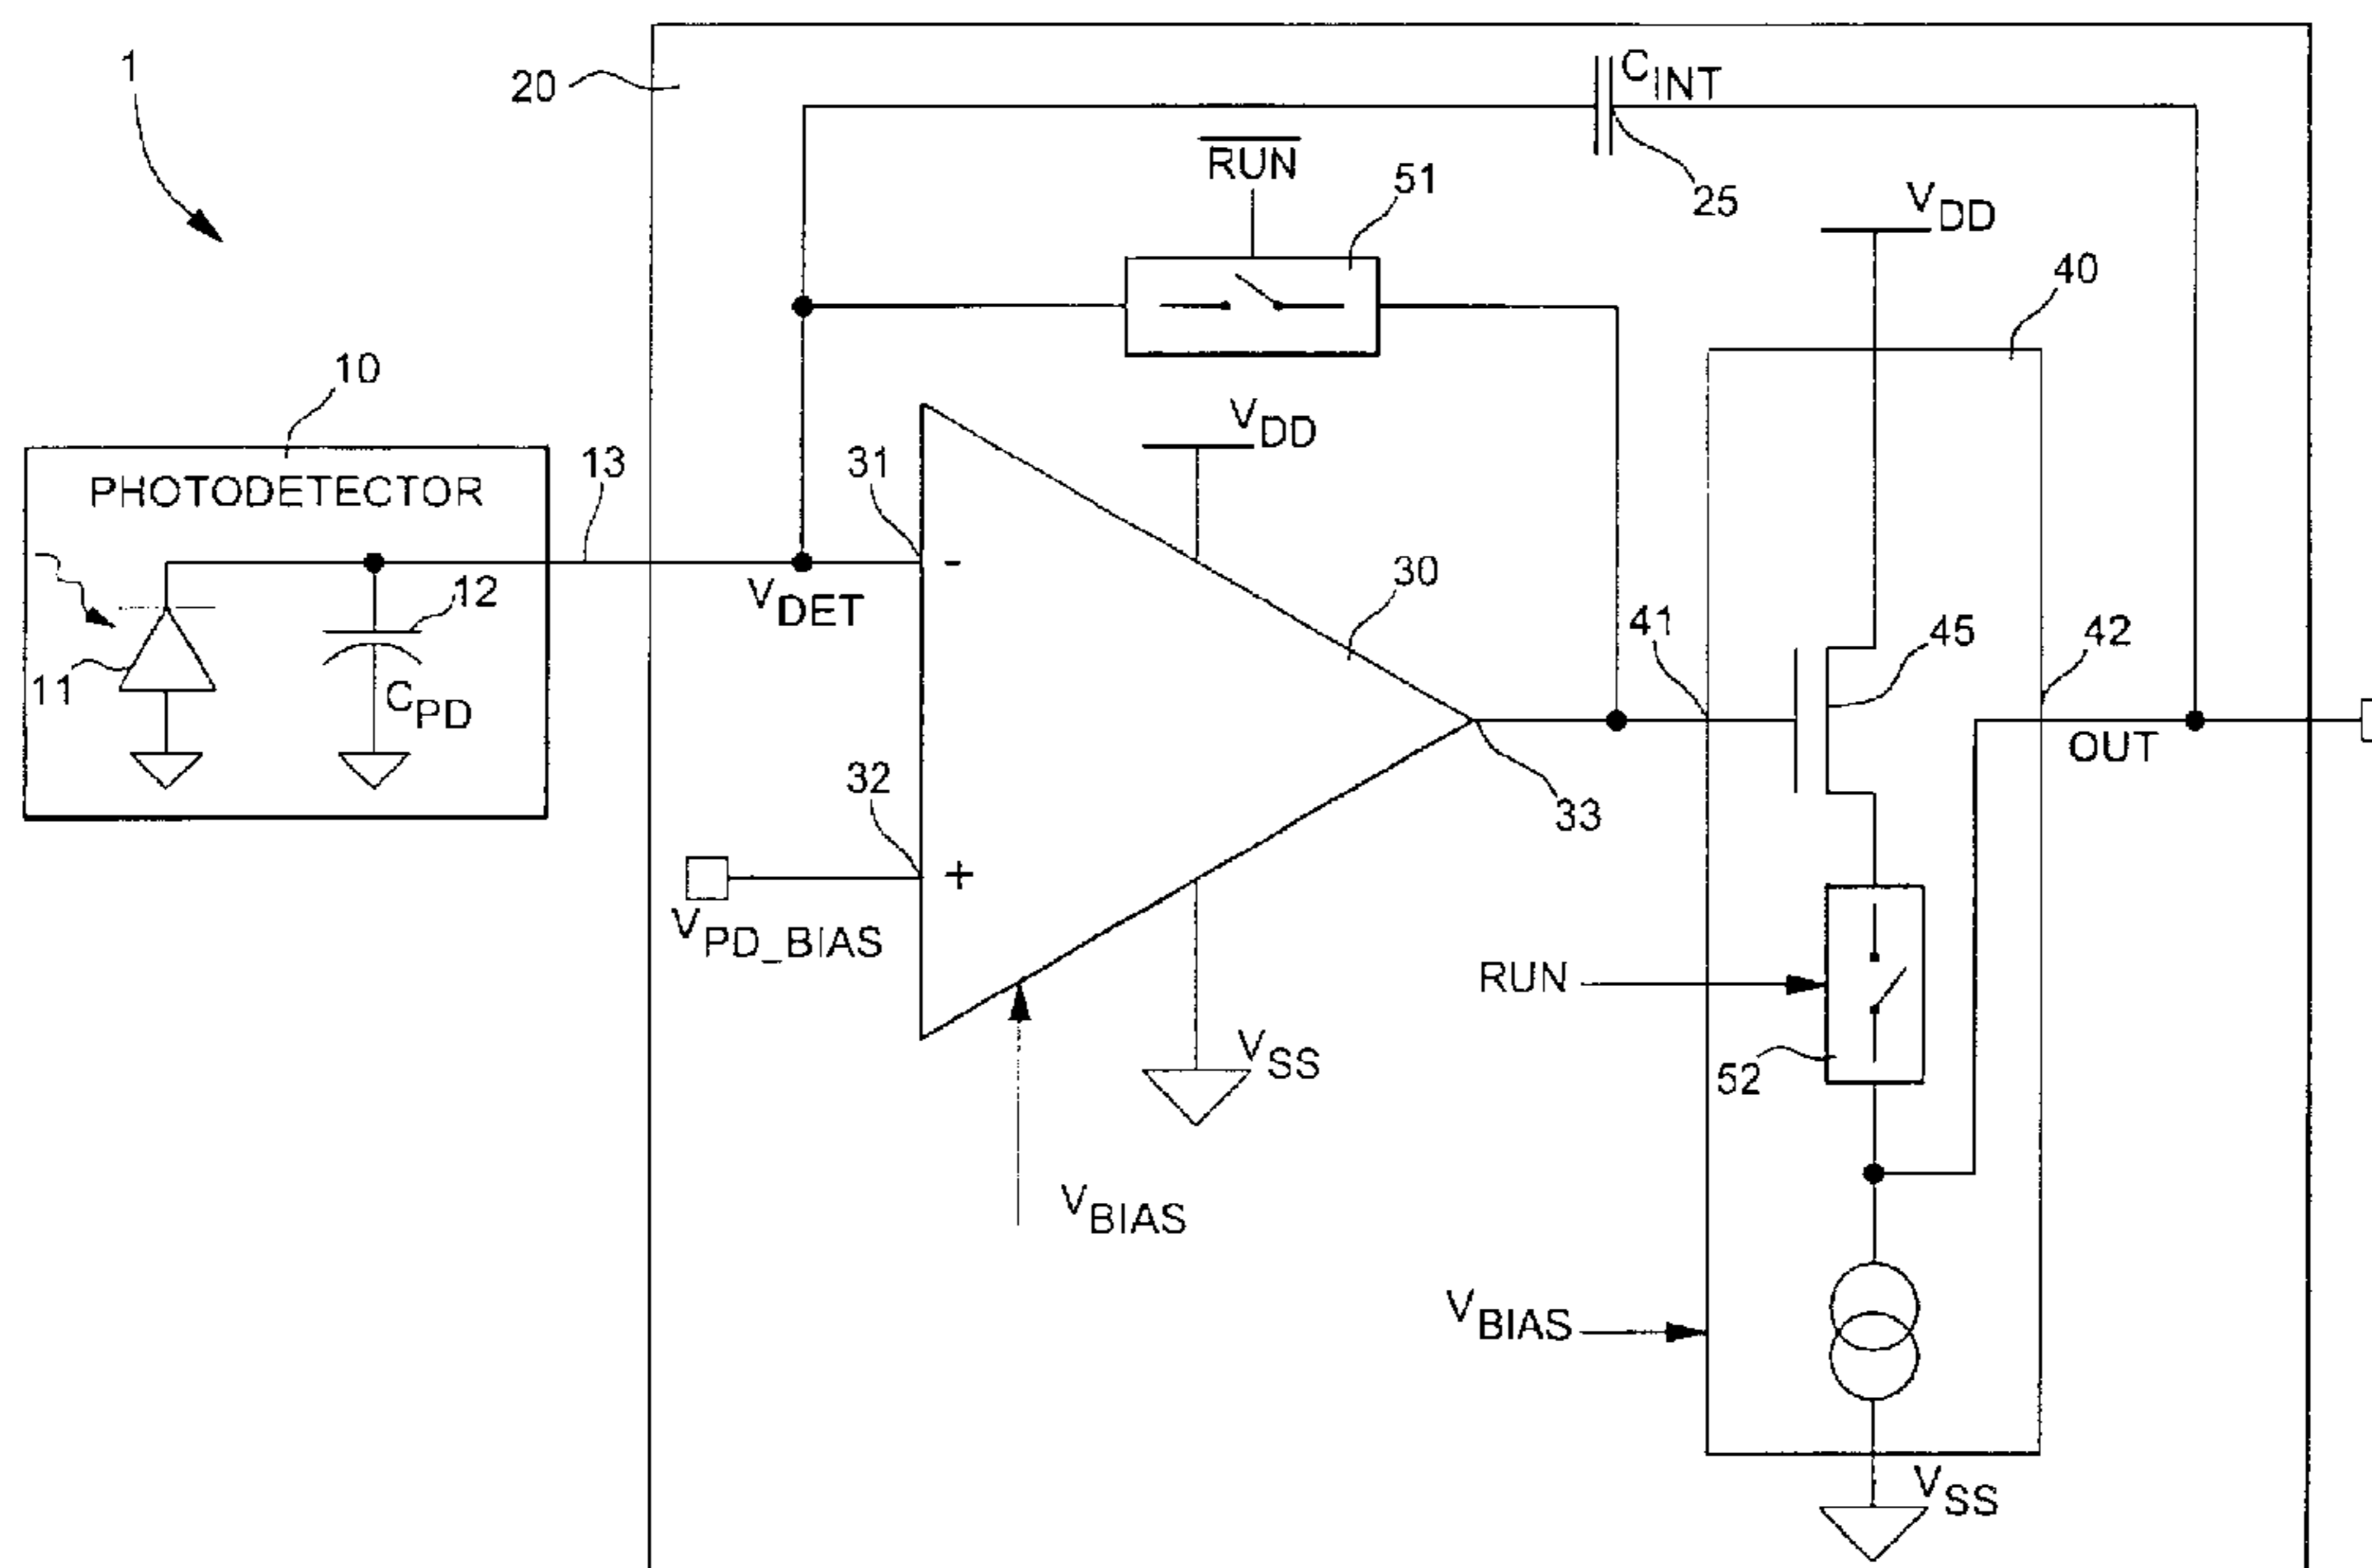 1
20
C INT
RUN
51
25
V DD
40
10
PHOTODETECTOR
13
31
V DD
-
12
30
V DET
41
45
42
11
C PD
OUT
32
33
+
V PD_BIAS
RUN
V SS
52
V BIAS
V BIAS
V SS